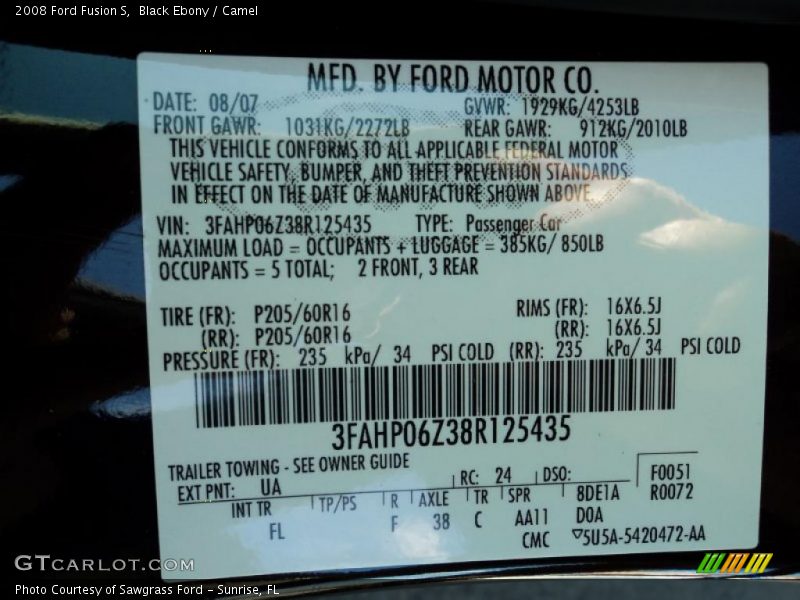 2008 Ford Fusion S,  Black Ebony / Camel
MFD. BY FORD MOTOR CO.
DATE: 08/07 GVWR: 1929KG/4253LB
FRONT GAWR: 1031KG/2272LB REAR GAWR: 912KG/2010LB
THIS VEHICLE CONFORMS TO ALL APPLICABLE FEDERAL MOTOR
VEHICLE SAFETY, BUMPER, AND THEFT PREVENTION STANDARDS
IN EFFECT ON THE DATE OF MANUFACTURE SHOWN ABOVE.
VIN: 3FAHP06Z38R125435 TYPE: Passenger Car
MAXIMUM LOAD = OCCUPANTS + LUGGAGE = 385KG/ 850LB
OCCUPANTS = 5 TOTAL; 2 FRONT, 3 REAR
TIRE (FR): P205/60R16 RIMS (FR): 16X6.5J
(RR): P205/60R16 (RR): 16X6.5J
PRESSURE (FR): 235 kPa/ 34 PSI COLD (RR): 235 kPa/ 34 PSI COLD
3FAHP06Z38R125435
TRAILER TOWING - SEE OWNER GUIDE
EXT PNT: UA RC: 24 DSO: F0051
INT TR TP/PS R AXLE TR SPR 8DE1A R0072
FL F 38 C AA11 D0A
CMC ▽5U5A-5420472-AA
GTCARLOT.COM
Photo Courtesy of Sawgrass Ford - Sunrise, FL